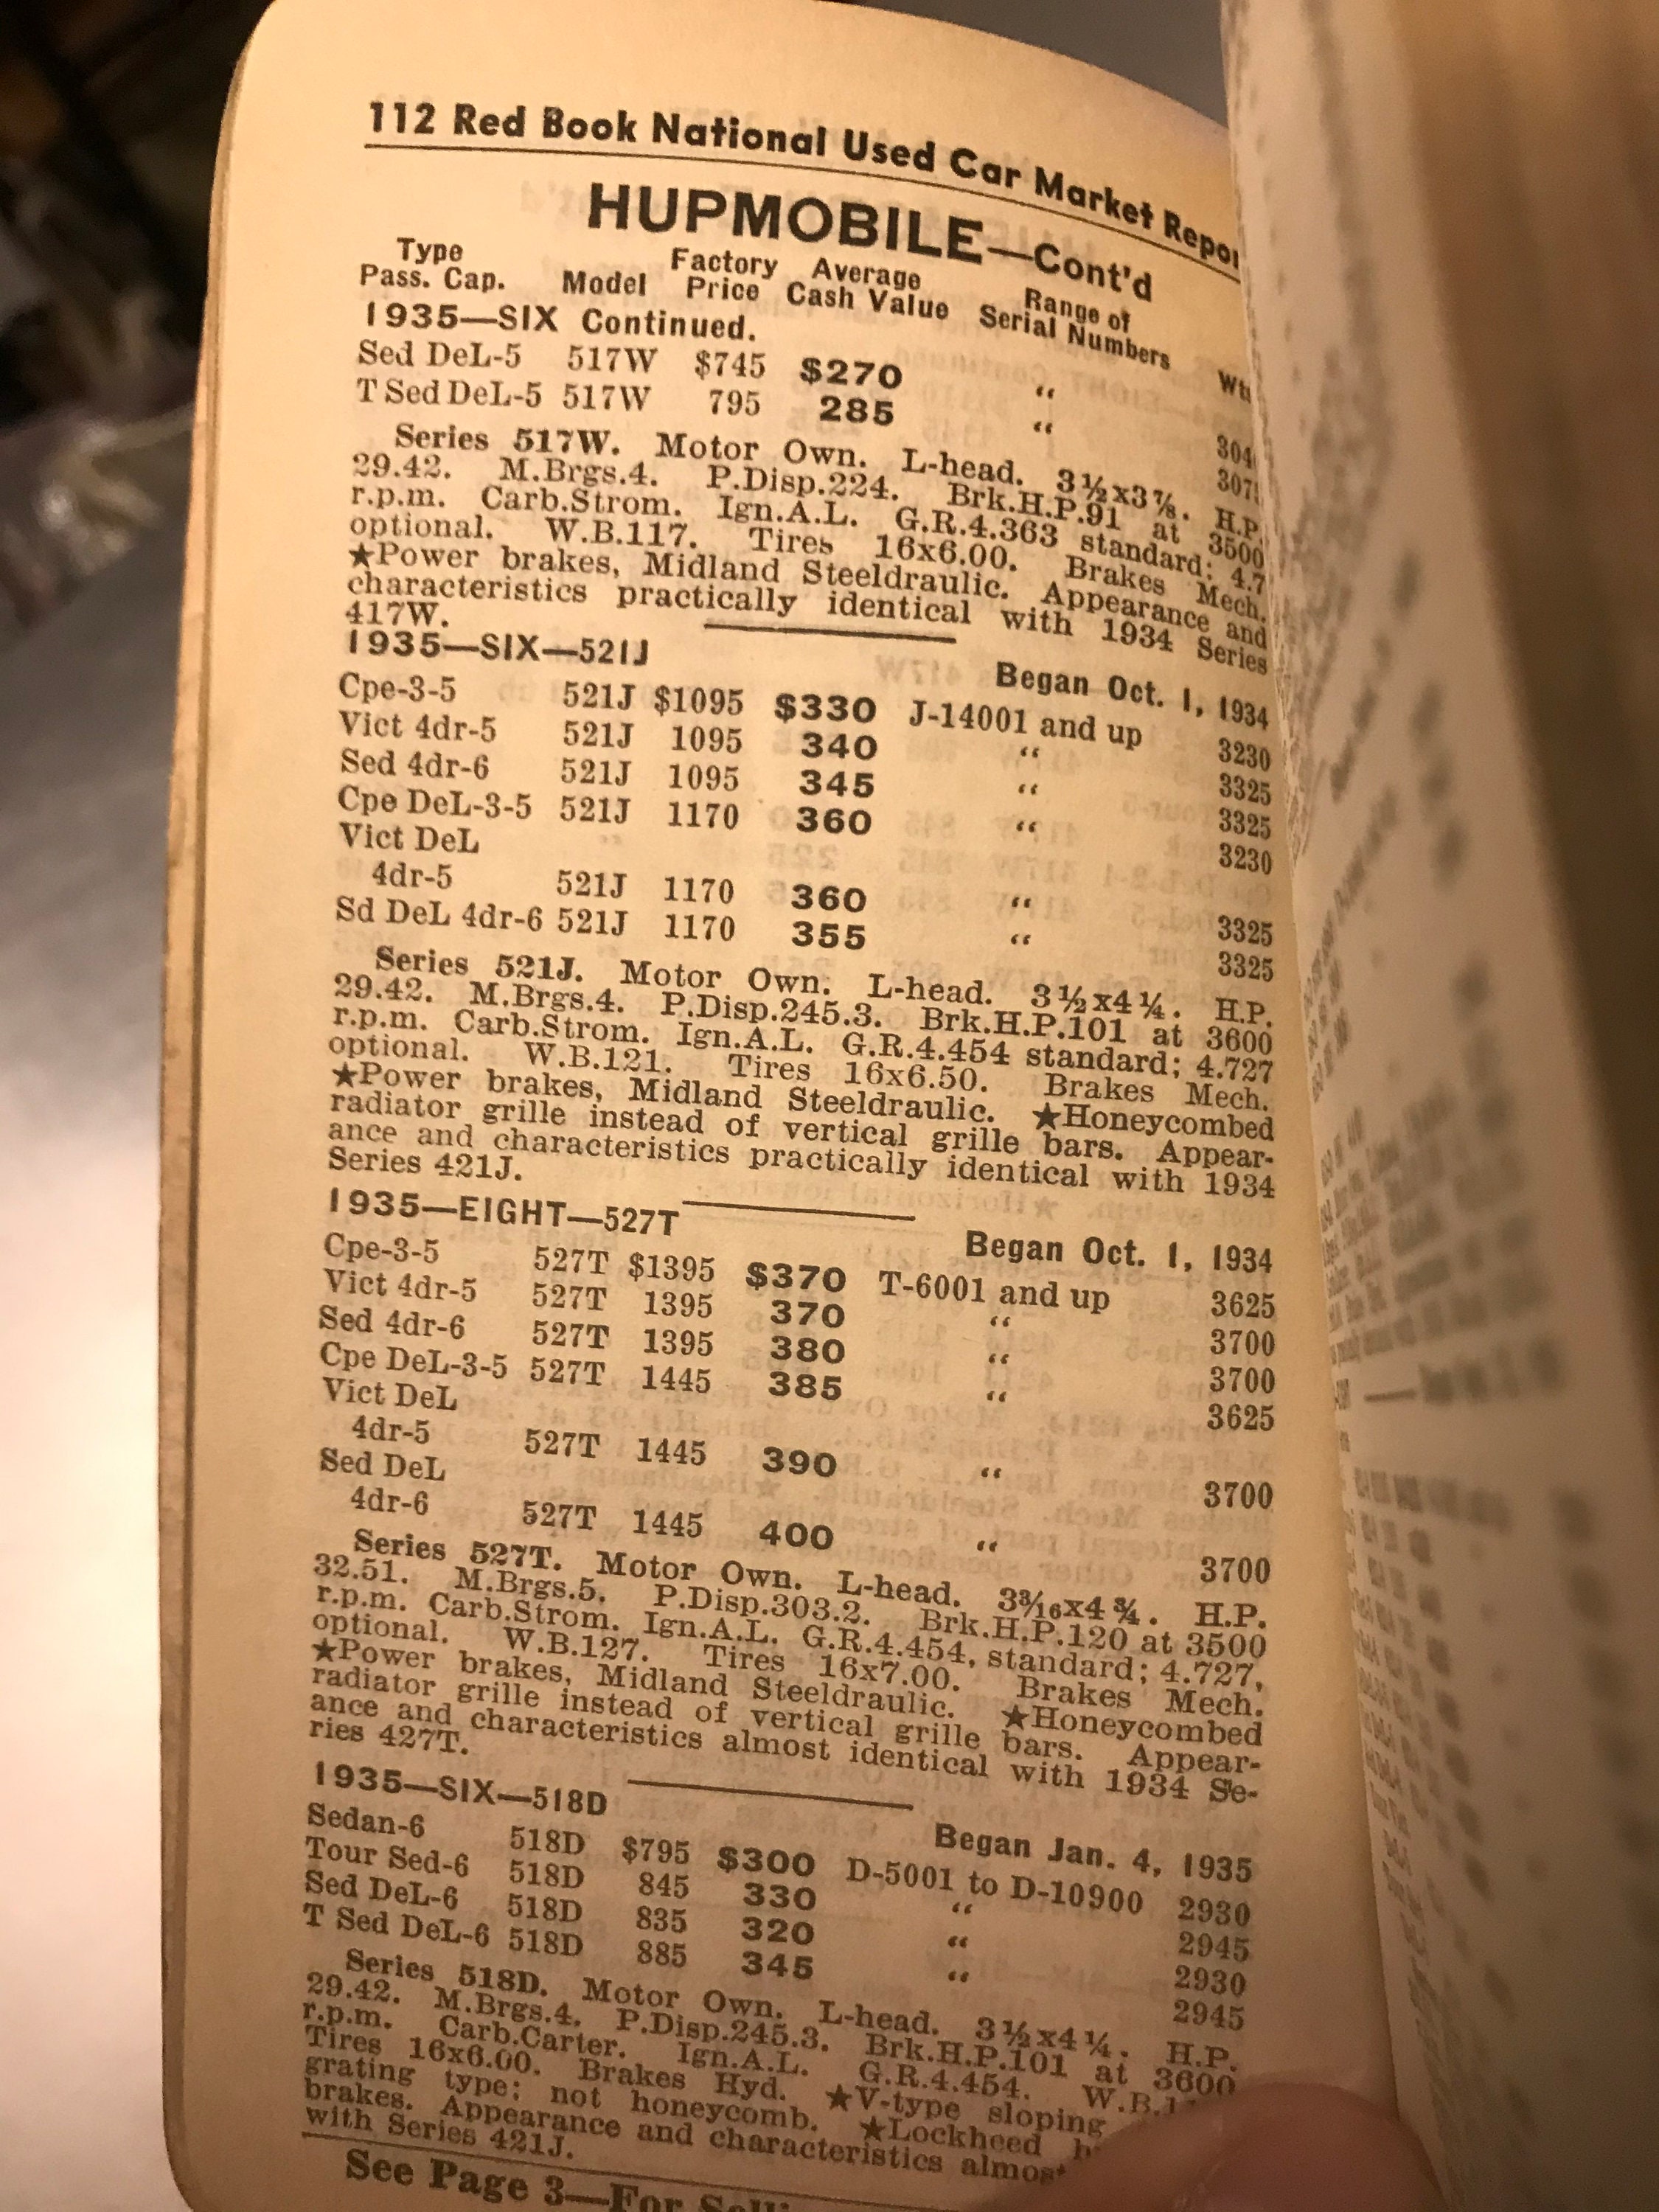 112 Red Book National Used Car Market Repor
HUPMOBILE—Cont'd
Type Factory Average Range of
Pass. Cap. Model Price Cash Value Serial Numbers
1935—SIX Continued.
Sed DeL-5 517W $745 $270 “
T Sed DeL-5 517W 795 285 “
Series 517W. Motor Own. L-head. 3½x3⅞. H.P.
29.42. M.Brgs.4. P.Disp.224. Brk.H.P.91 at 3500
r.p.m. Carb.Strom. Ign.A.L. G.R.4.363 standard; 4.7
optional. W.B.117. Tires 16x6.00. Brakes Mech.
★Power brakes, Midland Steeldraulic. Appearance and
characteristics practically identical with 1934 Series
417W.
1935—SIX—521J Began Oct. 1, 1934
Cpe-3-5 521J $1095 $330 J-14001 and up 3230
Vict 4dr-5 521J 1095 340 “ 3325
Sed 4dr-6 521J 1095 345 “ 3325
Cpe DeL-3-5 521J 1170 360 “ 3230
Vict DeL
4dr-5 521J 1170 360 “ 3325
Sd DeL 4dr-6 521J 1170 355 “ 3325
Series 521J. Motor Own. L-head. 3½x4¼. H.P.
29.42. M.Brgs.4. P.Disp.245.3. Brk.H.P.101 at 3600
r.p.m. Carb.Strom. Ign.A.L. G.R.4.454 standard; 4.727
optional. W.B.121. Tires 16x6.50. Brakes Mech.
★Power brakes, Midland Steeldraulic. ★Honeycombed
radiator grille instead of vertical grille bars. Appear-
ance and characteristics practically identical with 1934
Series 421J.
1935—EIGHT—527T Began Oct. 1, 1934
Cpe-3-5 527T $1395 $370 T-6001 and up 3625
Vict 4dr-5 527T 1395 370 “ 3700
Sed 4dr-6 527T 1395 380 “ 3700
Cpe DeL-3-5 527T 1445 385 “ 3625
Vict DeL
4dr-5 527T 1445 390 “ 3700
Sed DeL
4dr-6 527T 1445 400 “ 3700
Series 527T. Motor Own. L-head. 3³⁄₁₆x4¾. H.P.
32.51. M.Brgs.5. P.Disp.303.2. Brk.H.P.120 at 3500
r.p.m. Carb.Strom. Ign.A.L. G.R.4.454, standard; 4.727,
optional. W.B.127. Tires 16x7.00. Brakes Mech.
★Power brakes, Midland Steeldraulic. ★Honeycombed
radiator grille instead of vertical grille bars. Appear-
ance and characteristics almost identical with 1934 Se-
ries 427T.
1935—SIX—518D Began Jan. 4, 1935
Sedan-6 518D $795 $300 D-5001 to D-10900 2930
Tour Sed-6 518D 845 330 “ 2945
Sed DeL-6 518D 835 320 “ 2930
T Sed DeL-6 518D 885 345 “ 2945
Series 518D. Motor Own. L-head. 3½x4¼. H.P.
29.42. M.Brgs.4. P.Disp.245.3. Brk.H.P.101 at 3600
r.p.m. Carb.Carter. Ign.A.L. G.R.4.454. W.B.
Tires 16x6.00. Brakes Hyd. ★V-type sloping
grating type; not honeycomb. ★Lockheed
brakes. Appearance and characteristics almost
with Series 421J.
See Page 3—For